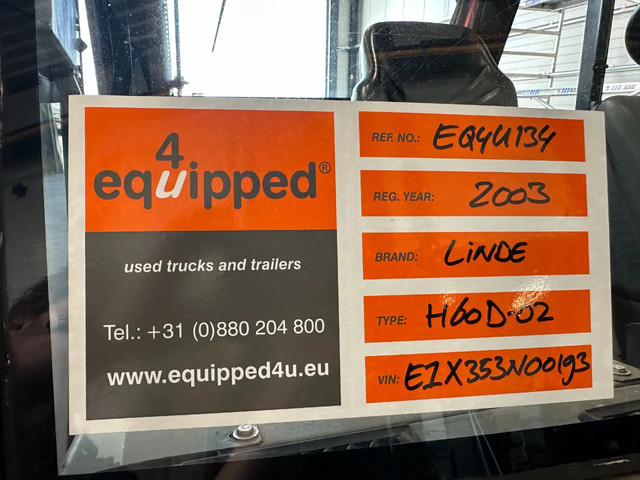 4
equipped®
used trucks and trailers
Tel.: +31 (0)880 204 800
www.equipped4u.eu
REF. NO.: EQ4U134
REG. YEAR: 2003
BRAND: LINDE
TYPE: H60D-02
VIN: E1X353N00193